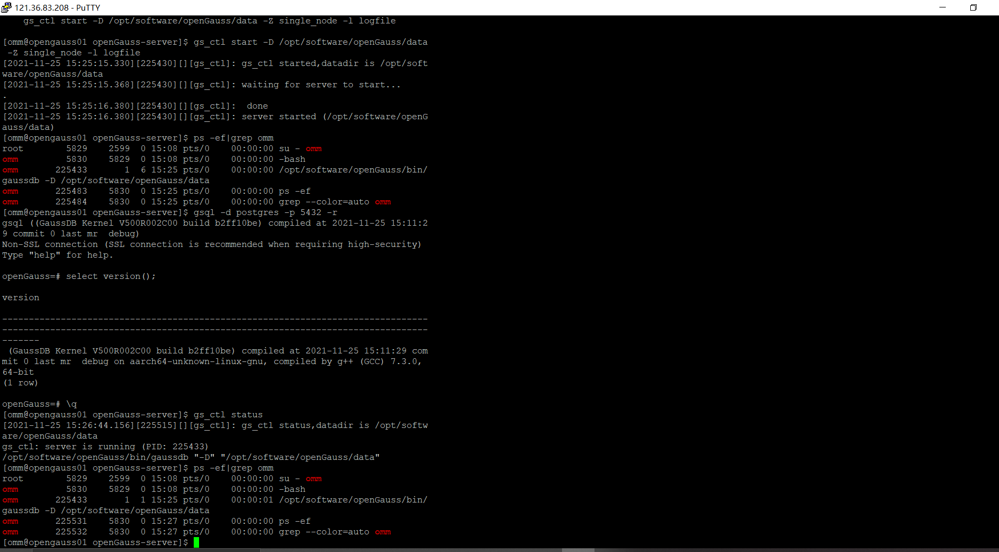 121.36.83.208 - PuTTY
gs_ctl start -D /opt/software/openGauss/data -Z single_node -l logfile
[omm@opengauss01 openGauss-server]$ gs_ctl start -D /opt/software/openGauss/data
-Z single_node -l logfile
[2021-11-25 15:25:15.330][225430][][gs_ctl]: gs_ctl started,datadir is /opt/soft
ware/openGauss/data
[2021-11-25 15:25:15.368][225430][][gs_ctl]: waiting for server to start...
.
[2021-11-25 15:25:16.380][225430][][gs_ctl]:  done
[2021-11-25 15:25:16.380][225430][][gs_ctl]: server started (/opt/software/openG
auss/data)
[omm@opengauss01 openGauss-server]$ ps -ef|grep omm
root        5829    2599  0 15:08 pts/0    00:00:00 su - omm
omm         5830    5829  0 15:08 pts/0    00:00:00 -bash
omm       225433       1  6 15:25 pts/0    00:00:00 /opt/software/openGauss/bin/
gaussdb -D /opt/software/openGauss/data
omm       225483    5830  0 15:25 pts/0    00:00:00 ps -ef
omm       225484    5830  0 15:25 pts/0    00:00:00 grep --color=auto omm
[omm@opengauss01 openGauss-server]$ gsql -d postgres -p 5432 -r
gsql ((GaussDB Kernel V500R002C00 build b2ff10be) compiled at 2021-11-25 15:11:2
9 commit 0 last mr  debug)
Non-SSL connection (SSL connection is recommended when requiring high-security)
Type "help" for help.
openGauss=# select version();
version
--------------------------------------------------------------------------------
--------------------------------------------------------------------------------
-------
(GaussDB Kernel V500R002C00 build b2ff10be) compiled at 2021-11-25 15:11:29 com
mit 0 last mr  debug on aarch64-unknown-linux-gnu, compiled by g++ (GCC) 7.3.0,
64-bit
(1 row)
openGauss=# \q
[omm@opengauss01 openGauss-server]$ gs_ctl status
[2021-11-25 15:26:44.156][225515][][gs_ctl]: gs_ctl status,datadir is /opt/softw
are/openGauss/data
gs_ctl: server is running (PID: 225433)
/opt/software/openGauss/bin/gaussdb "-D" "/opt/software/openGauss/data"
[omm@opengauss01 openGauss-server]$ ps -ef|grep omm
root        5829    2599  0 15:08 pts/0    00:00:00 su - omm
omm         5830    5829  0 15:08 pts/0    00:00:00 -bash
omm       225433       1  1 15:25 pts/0    00:00:01 /opt/software/openGauss/bin/
gaussdb -D /opt/software/openGauss/data
omm       225531    5830  0 15:27 pts/0    00:00:00 ps -ef
omm       225532    5830  0 15:27 pts/0    00:00:00 grep --color=auto omm
[omm@opengauss01 openGauss-server]$